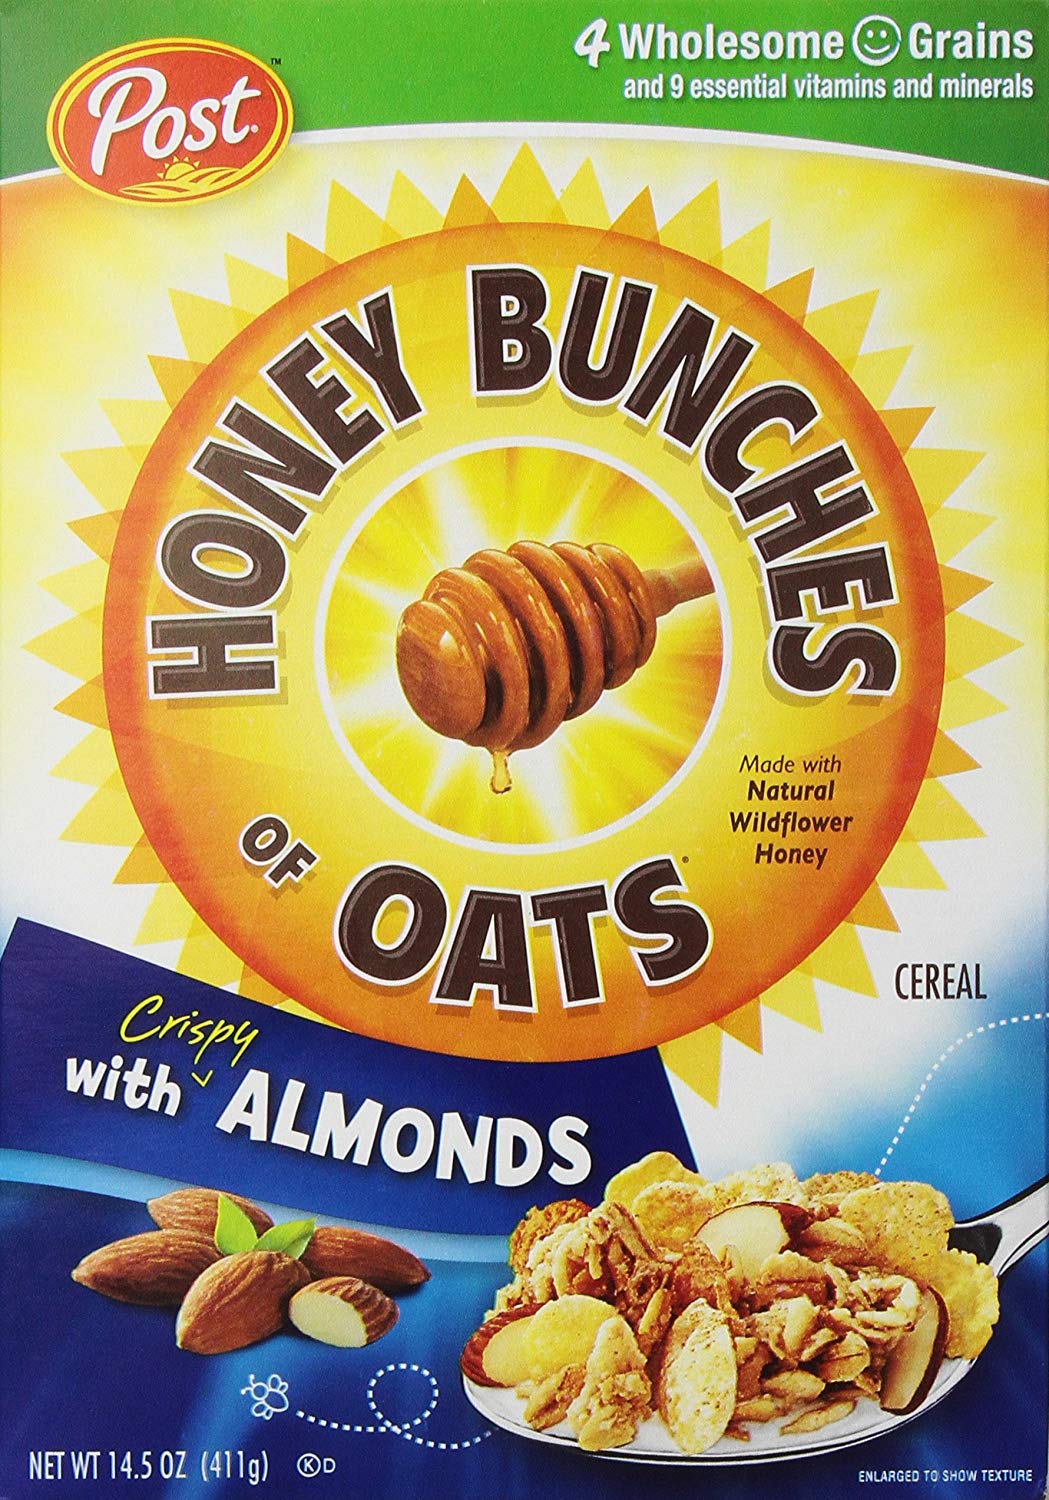 4 Wholesome Grains
and 9 essential vitamins and minerals
Post
™
HONEY BUNCHES
OF OATS®
Made with
Natural
Wildflower
Honey
CEREAL
Crispy
with ALMONDS
NET WT 14.5 OZ (411g) K D
ENLARGED TO SHOW TEXTURE